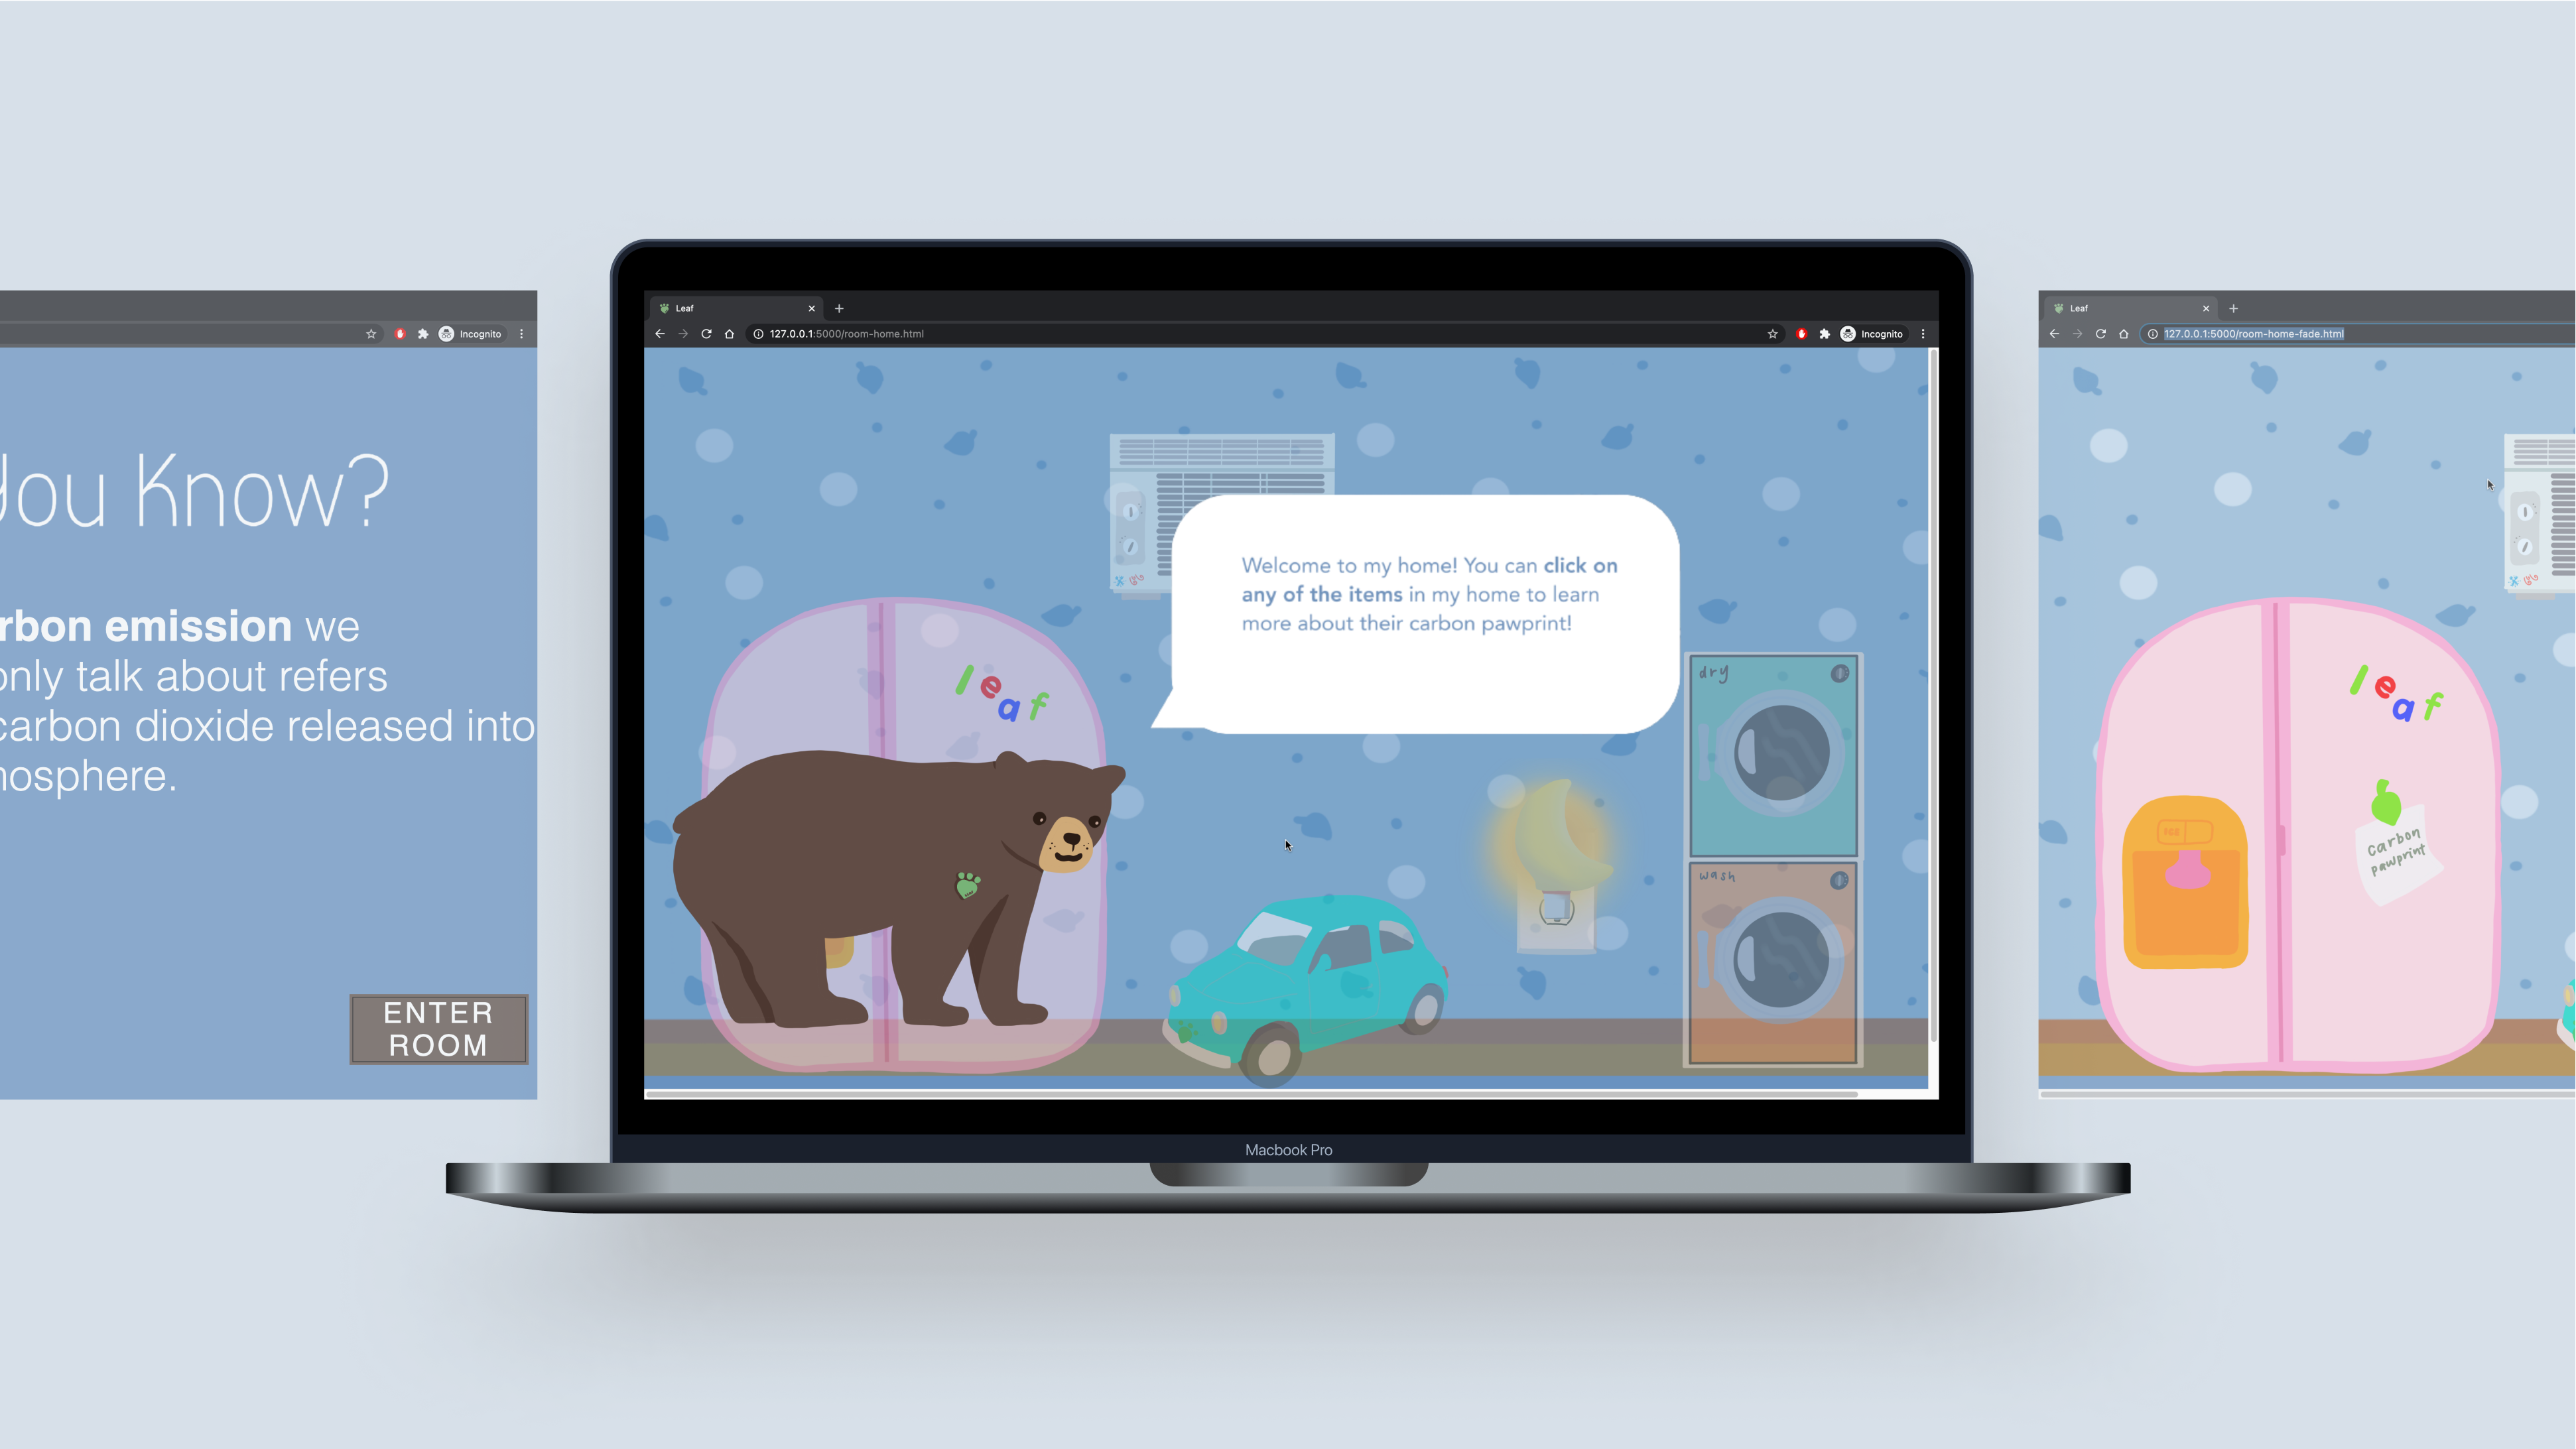 Incognito
you Know?
rbon emission we
only talk about refers
carbon dioxide released into
nosphere.
ENTER
ROOM
Leaf
127.0.0.1:5000/room-home.html
Incognito
Welcome to my home! You can click on
any of the items in my home to learn
more about their carbon pawprint!
leaf
dry
wash
Macbook Pro
Leaf
127.0.0.1:5000/room-home-fade.html
leaf
carbon
pawprint